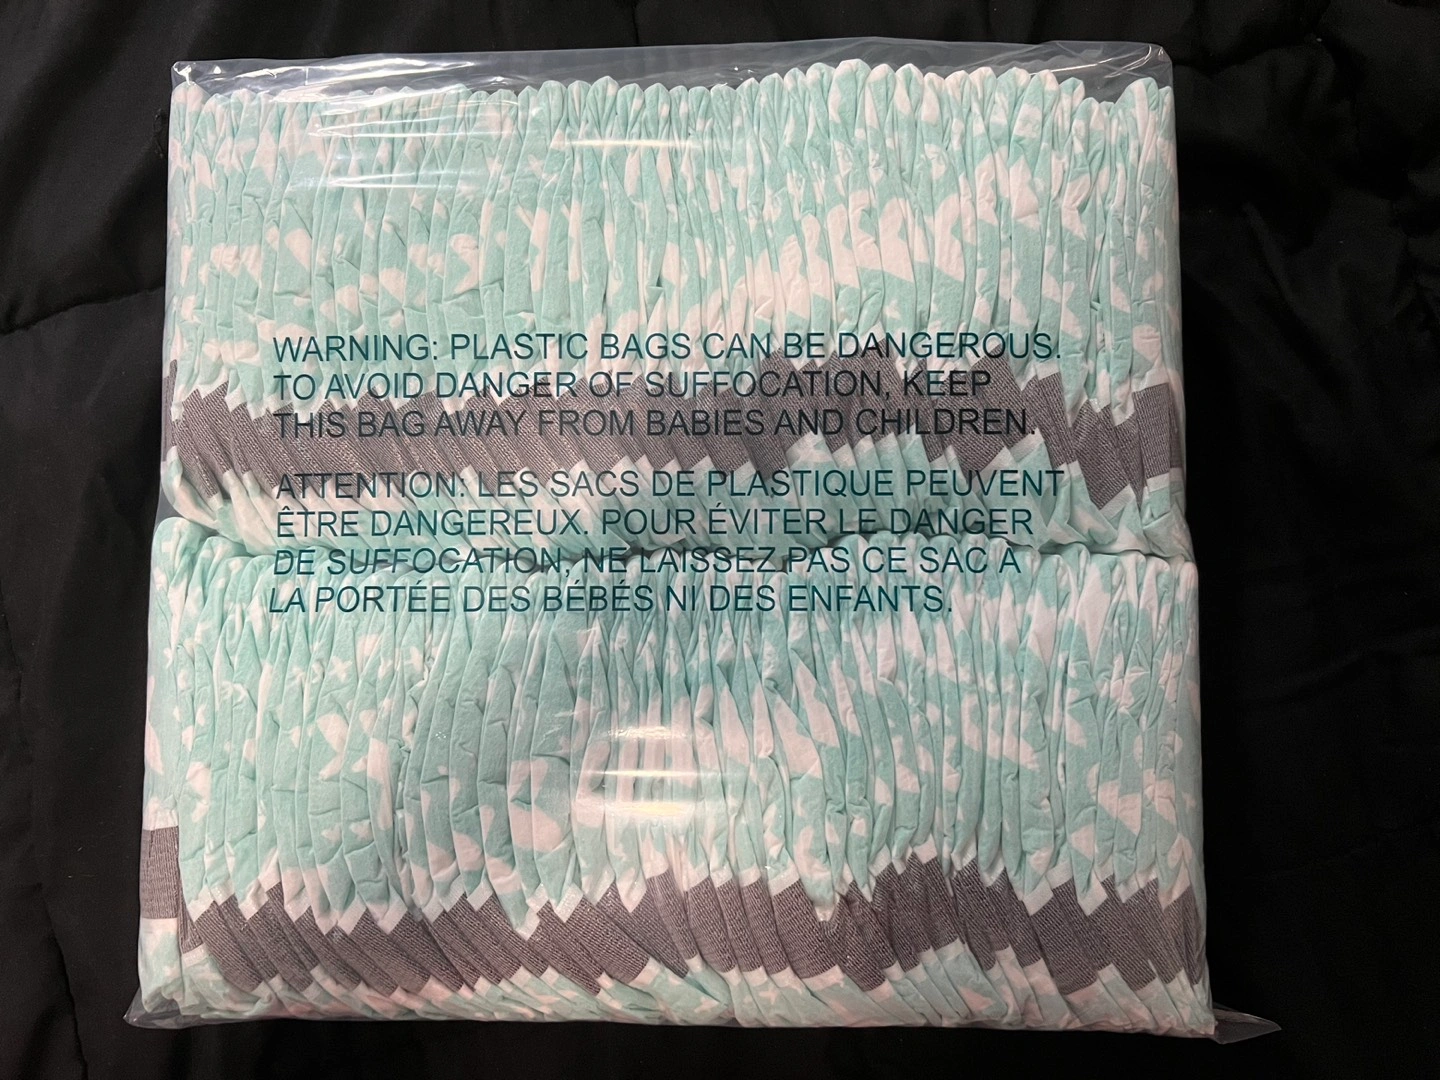 WARNING: PLASTIC BAGS CAN BE DANGEROUS.
TO AVOID DANGER OF SUFFOCATION, KEEP
THIS BAG AWAY FROM BABIES AND CHILDREN.
ATTENTION: LES SACS DE PLASTIQUE PEUVENT
ÊTRE DANGEREUX. POUR ÉVITER LE DANGER
DE SUFFOCATION, NE LAISSEZ PAS CE SAC À
LA PORTÉE DES BÉBÉS NI DES ENFANTS.